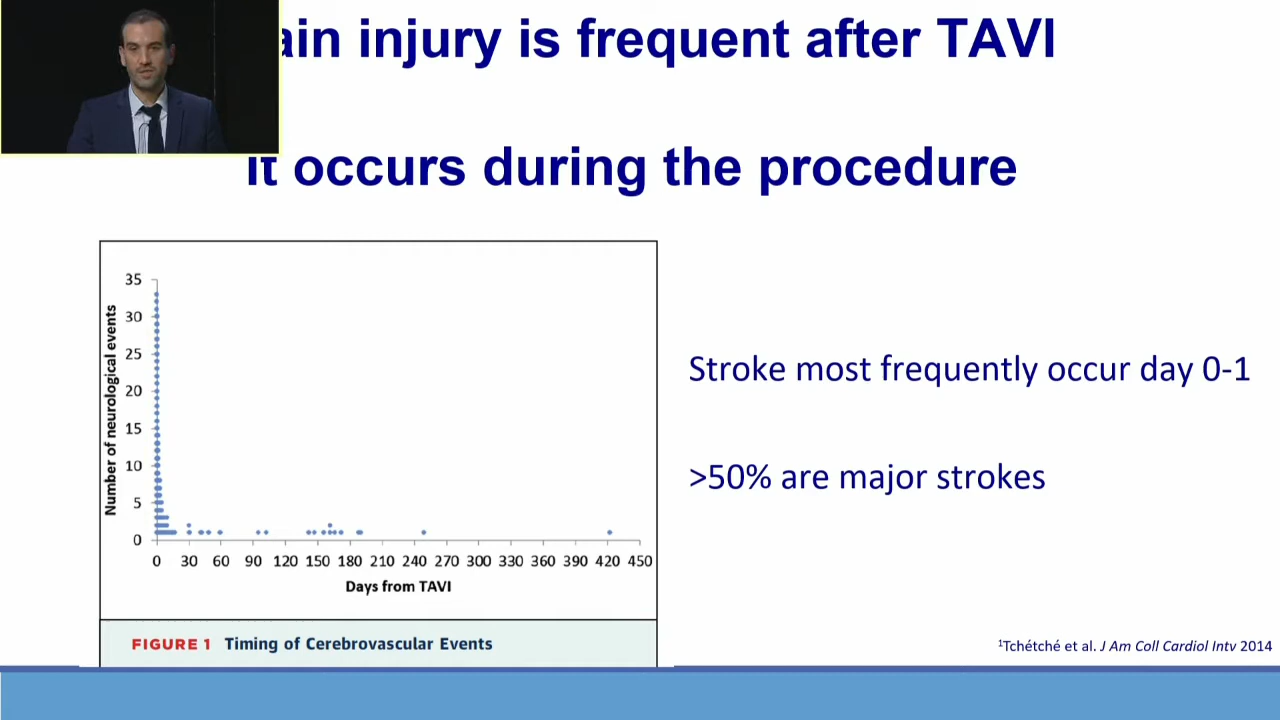 ain injury is frequent after TAVI
it occurs during the procedure
35
30
25
20
15
10
5
0
Number of neurological events
0 30 60 90 120 150 180 210 240 270 300 330 360 390 420 450
Days from TAVI
FIGURE 1 Timing of Cerebrovascular Events
Stroke most frequently occur day 0-1
>50% are major strokes
¹Tchétché et al. J Am Coll Cardiol Intv 2014